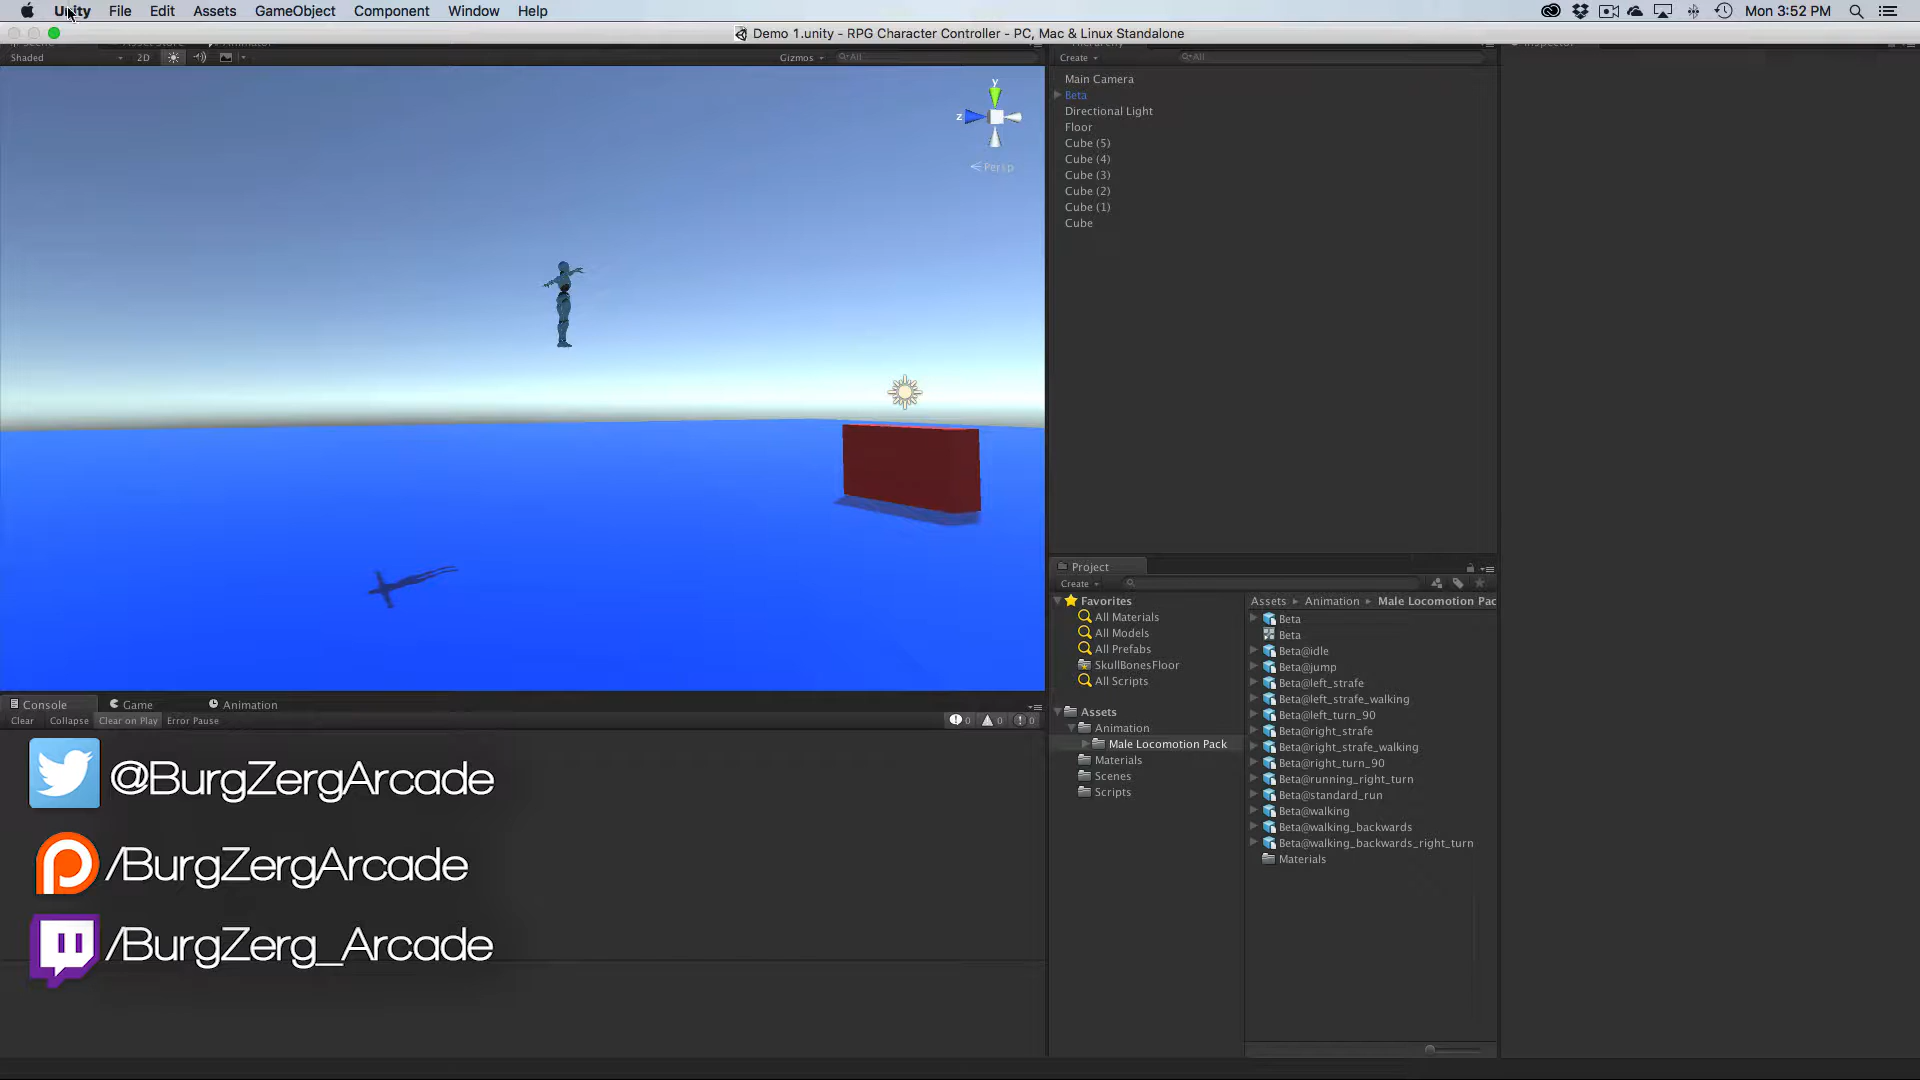 Unity File Edit Assets GameObject Component Window Help Mon 3:52 PM
Demo 1.unity - RPG Character Controller - PC, Mac & Linux Standalone
Shaded 2D Gizmos All
y
z
Persp
Create All
Main Camera
Beta
Directional Light
Floor
Cube (5)
Cube (4)
Cube (3)
Cube (2)
Cube (1)
Cube
Project
Create
Favorites
All Materials
All Models
All Prefabs
SkullBonesFloor
All Scripts
Assets
Animation
Male Locomotion Pack
Materials
Scenes
Scripts
Assets Animation Male Locomotion Pac
Beta
Beta
Beta@idle
Beta@jump
Beta@left_strafe
Beta@left_strafe_walking
Beta@left_turn_90
Beta@right_strafe
Beta@right_strafe_walking
Beta@right_turn_90
Beta@running_right_turn
Beta@standard_run
Beta@walking
Beta@walking_backwards
Beta@walking_backwards_right_turn
Materials
Console Game Animation
Clear Collapse Clear on Play Error Pause 0 0 0
@BurgZergArcade
/BurgZergArcade
/BurgZerg_Arcade